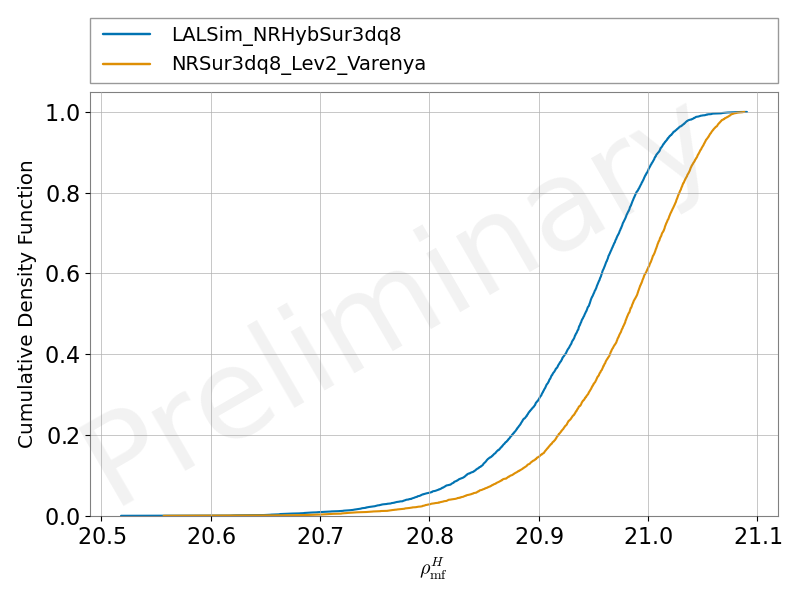 LALSim_NRHybSur3dq8
NRSur3dq8_Lev2_Varenya
Preliminary
Cumulative Density Function
1.0
0.8
0.6
0.4
0.2
0.0
20.5 20.6 20.7 20.8 20.9 21.0 21.1
ρ_mf^H